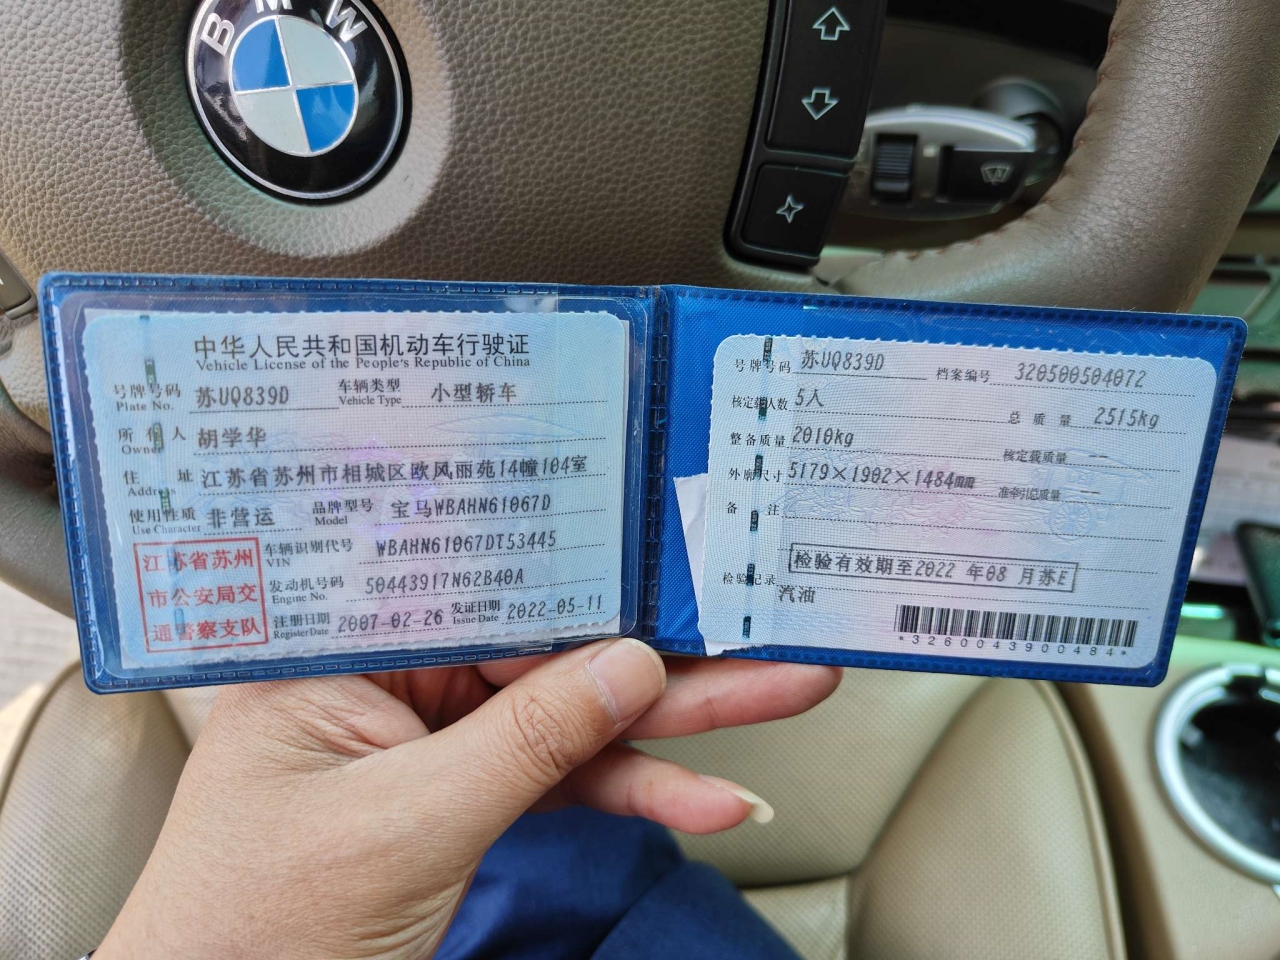 BMW
中华人民共和国机动车行驶证
Vehicle License of the People's Republic of China
号牌号码 苏UQ839D 车辆类型 小型轿车
Plate No. Vehicle Type
所有人 胡学华
Owner
住址 江苏省苏州市相城区欧风丽苑14幢104室
Address
使用性质 非营运 品牌型号 宝马WBAHN61067D
Use Character Model
江苏省苏州
市公安局交
通警察支队
车辆识别代号 WBAHN61067DT53445
VIN
发动机号码 50443917N62B40A
Engine No.
注册日期 2007-02-26 发证日期 2022-05-11
Register Date Issue Date
号牌号码 苏UQ839D 档案编号 320500504072
核定载人数 5人 总质量 2515kg
整备质量 2010kg 核定载质量 --
外廓尺寸 5179×1902×1484mm 准牵引总质量 --
备注
检验有效期至2022 年08 月苏E
检验记录
汽油
*3260043900484*